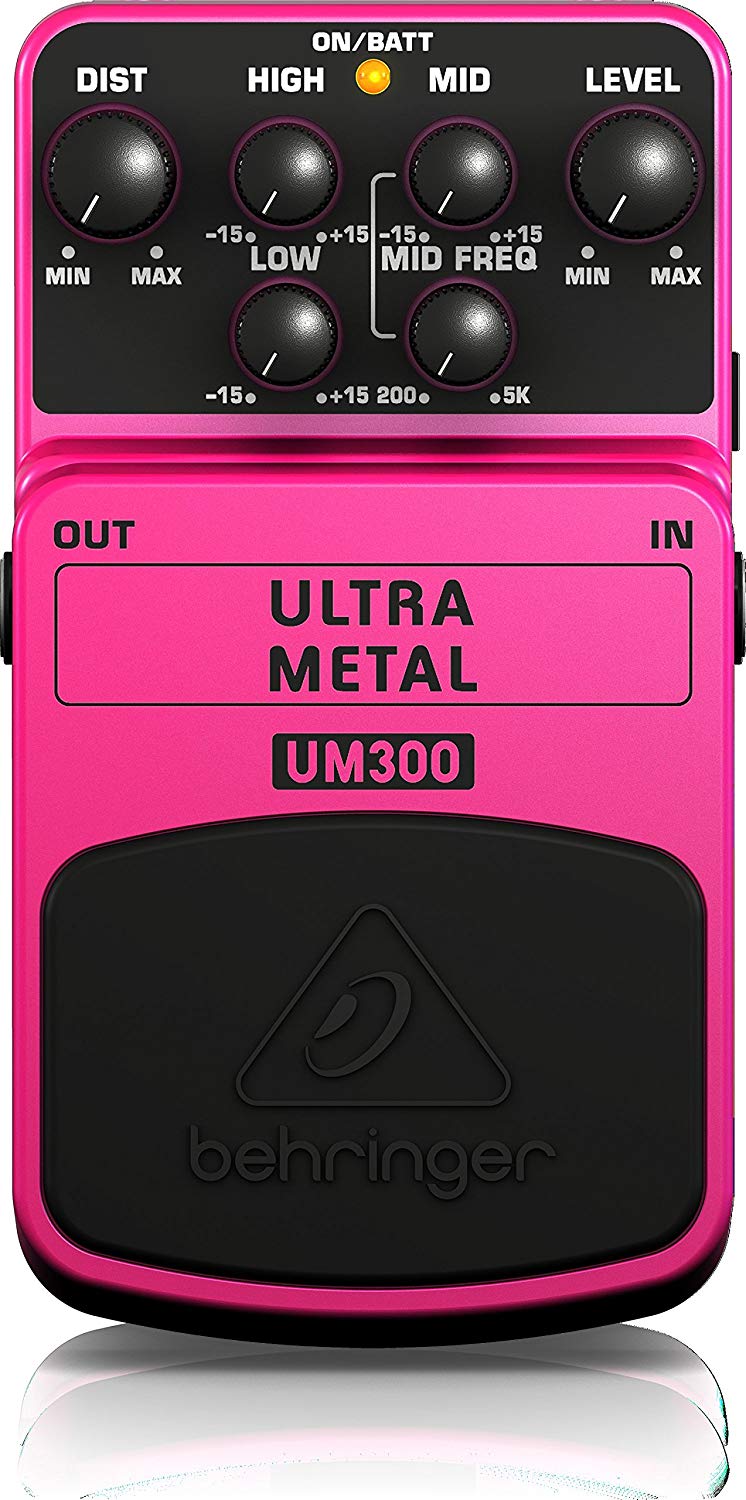 ON/BATT
DIST HIGH MID LEVEL
-15 +15 -15 +15
MIN MAX LOW MID FREQ MIN MAX
-15 +15 200 5K
OUT IN
ULTRA
METAL
UM300
behringer